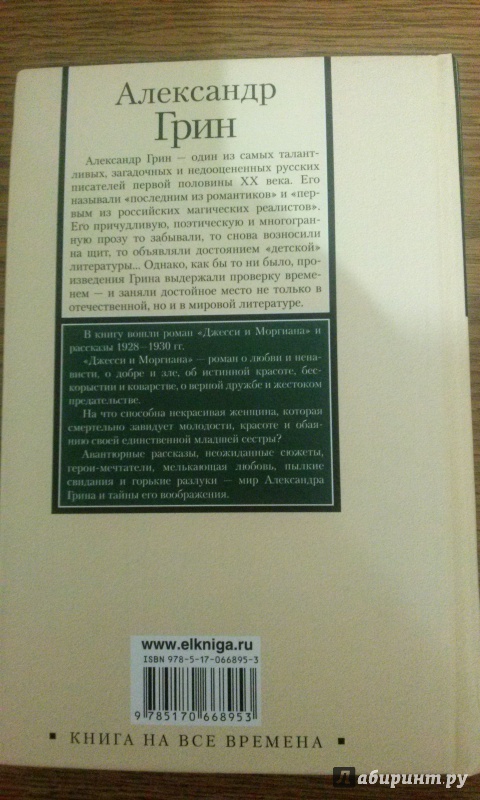 Александр
Грин
Александр Грин — один из самых талант-
ливых, загадочных и недооцененных русских
писателей первой половины XX века. Его
называли «последним из романтиков» и «пер-
вым из российских магических реалистов».
Его причудливую, поэтическую и многогран-
ную прозу то забывали, то снова возносили
на щит, то объявляли достоянием «детской»
литературы... Однако, как бы то ни было, про-
изведения Грина выдержали проверку време-
нем — и заняли достойное место не только в
отечественной, но и в мировой литературе.
В книгу вошли роман «Джесси и Моргиана» и
рассказы 1928—1930 гг.
«Джесси и Моргиана» — роман о любви и нена-
висти, о добре и зле, об истинной красоте, бес-
корыстии и коварстве, о верной дружбе и жестоком
предательстве.
На что способна некрасивая женщина, которая
смертельно завидует молодости, красоте и обая-
нию своей единственной младшей сестры?
Авантюрные рассказы, неожиданные сюжеты,
герои-мечтатели, мелькающая любовь, пылкие
свидания и горькие разлуки — мир Александра
Грина и тайны его воображения.
www.elkniga.ru
ISBN 978-5-17-066895-3
9 785170 668953
КНИГА НА ВСЕ ВРЕМЕНА
Лабиринт.ру